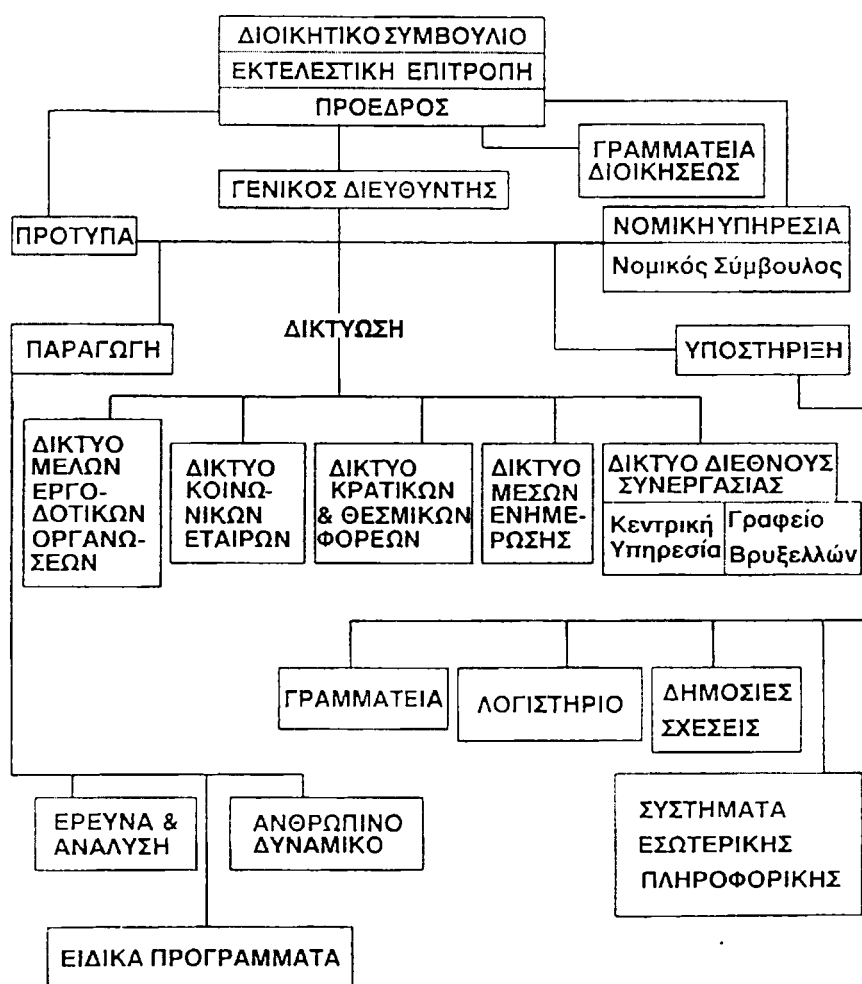 ΔΙΟΙΚΗΤΙΚΟ ΣΥΜΒΟΥΛΙΟ
ΕΚΤΕΛΕΣΤΙΚΗ ΕΠΙΤΡΟΠΗ
ΠΡΟΕΔΡΟΣ
ΓΡΑΜΜΑΤΕΙΑ
ΔΙΟΙΚΗΣΕΩΣ
ΓΕΝΙΚΟΣ ΔΙΕΥΘΥΝΤΗΣ
ΠΡΟΤΥΠΑ
ΝΟΜΙΚΗ ΥΠΗΡΕΣΙΑ
Νομικός Σύμβουλος
ΔΙΚΤΥΩΣΗ
ΠΑΡΑΓΩΓΗ
ΥΠΟΣΤΗΡΙΞΗ
ΔΙΚΤΥΟ
ΜΕΛΩΝ
ΕΡΓΟ-
ΔΟΤΙΚΩΝ
ΟΡΓΑΝΩ-
ΣΕΩΝ
ΔΙΚΤΥΟ
ΚΟΙΝΩ-
ΝΙΚΩΝ
ΕΤΑΙΡΩΝ
ΔΙΚΤΥΟ
ΚΡΑΤΙΚΩΝ
& ΘΕΣΜΙΚΩΝ
ΦΟΡΕΩΝ
ΔΙΚΤΥΟ
ΜΕΣΩΝ
ΕΝΗΜΕ-
ΡΩΣΗΣ
ΔΙΚΤΥΟ ΔΙΕΘΝΟΥΣ
ΣΥΝΕΡΓΑΣΙΑΣ
Κεντρική
Υπηρεσία
Γραφείο
Βρυξελλών
ΓΡΑΜΜΑΤΕΙΑ
ΛΟΓΙΣΤΗΡΙΟ
ΔΗΜΟΣΙΕΣ
ΣΧΕΣΕΙΣ
ΕΡΕΥΝΑ &
ΑΝΑΛΥΣΗ
ΑΝΘΡΩΠΙΝΟ
ΔΥΝΑΜΙΚΟ
ΣΥΣΤΗΜΑΤΑ
ΕΣΩΤΕΡΙΚΗΣ
ΠΛΗΡΟΦΟΡΙΚΗΣ
ΕΙΔΙΚΑ ΠΡΟΓΡΑΜΜΑΤΑ